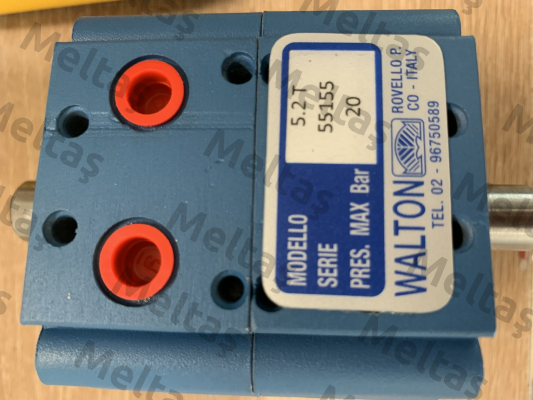 MODELLO 5.2 T
SERIE 55155
PRES. MAX Bar 20
WALTON
ROVELLO P.
CO - ITALY
TEL. 02 - 96750589
Meltaş